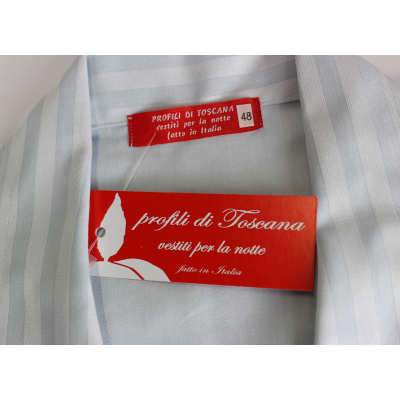 PROFILI DI TOSCANA
vestiti per la notte
fatto in Italia
48
profili di Toscana
vestiti per la notte
fatto in Italia